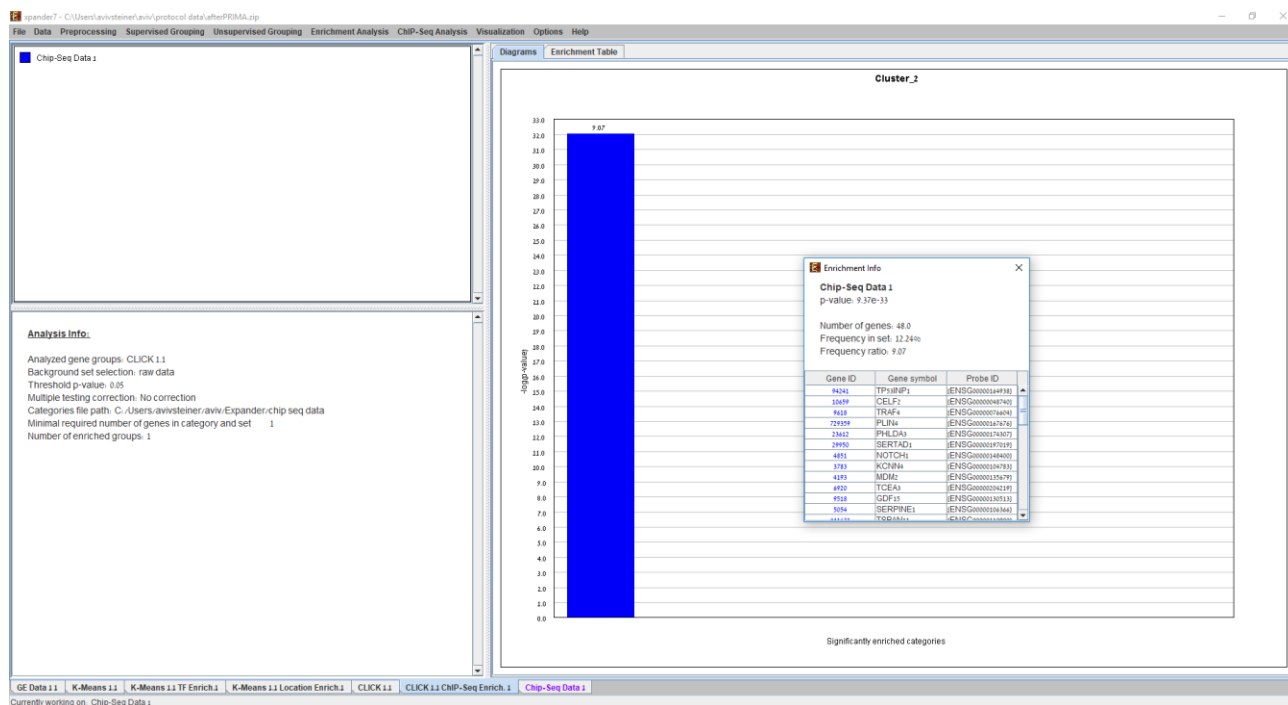 xpander7 - C:\Users\avivsteiner\aviv\protocol data\afterPRIMA.zip
File Data Preprocessing Supervised Grouping Unsupervised Grouping Enrichment Analysis ChIP-Seq Analysis Visualization Options Help
Chip-Seq Data 1
Analysis Info:
Analyzed gene groups: CLICK 1.1
Background set selection: raw data
Threshold p-value: 0.05
Multiple testing correction: No correction
Categories file path: C:/Users/avivsteiner/aviv/Expander/chip seq data
Minimal required number of genes in category and set 1
Number of enriched groups: 1
Diagrams Enrichment Table
Cluster_2
33.0
32.0
31.0
30.0
29.0
28.0
27.0
26.0
25.0
24.0
23.0
22.0
21.0
20.0
19.0
18.0
17.0
16.0
15.0
14.0
13.0
12.0
11.0
10.0
9.0
8.0
7.0
6.0
5.0
4.0
3.0
2.0
1.0
0.0
-log(p-value)
9.07
Significantly enriched categories
Enrichment Info
Chip-Seq Data 1
p-value: 9.37e-33
Number of genes: 48.0
Frequency in set: 12.24%
Frequency ratio: 9.07
Gene ID Gene symbol Probe ID
94241 TP53INP1 [ENSG00000164938]
10659 CELF2 [ENSG00000048740]
9618 TRAF4 [ENSG00000076604]
729359 PLIN4 [ENSG00000167676]
23612 PHLDA3 [ENSG00000174307]
29950 SERTAD1 [ENSG00000197019]
4851 NOTCH1 [ENSG00000148400]
3783 KCNN4 [ENSG00000104783]
4193 MDM2 [ENSG00000135679]
6920 TCEA3 [ENSG00000204219]
9518 GDF15 [ENSG00000130513]
5054 SERPINE1 [ENSG00000106366]
GE Data 1.1 K-Means 1.1 K-Means 1.1 TF Enrich.1 K-Means 1.1 Location Enrich.1 CLICK 1.1 CLICK 1.1 ChIP-Seq Enrich. 1 Chip-Seq Data 1
Currently working on: Chip-Seq Data 1